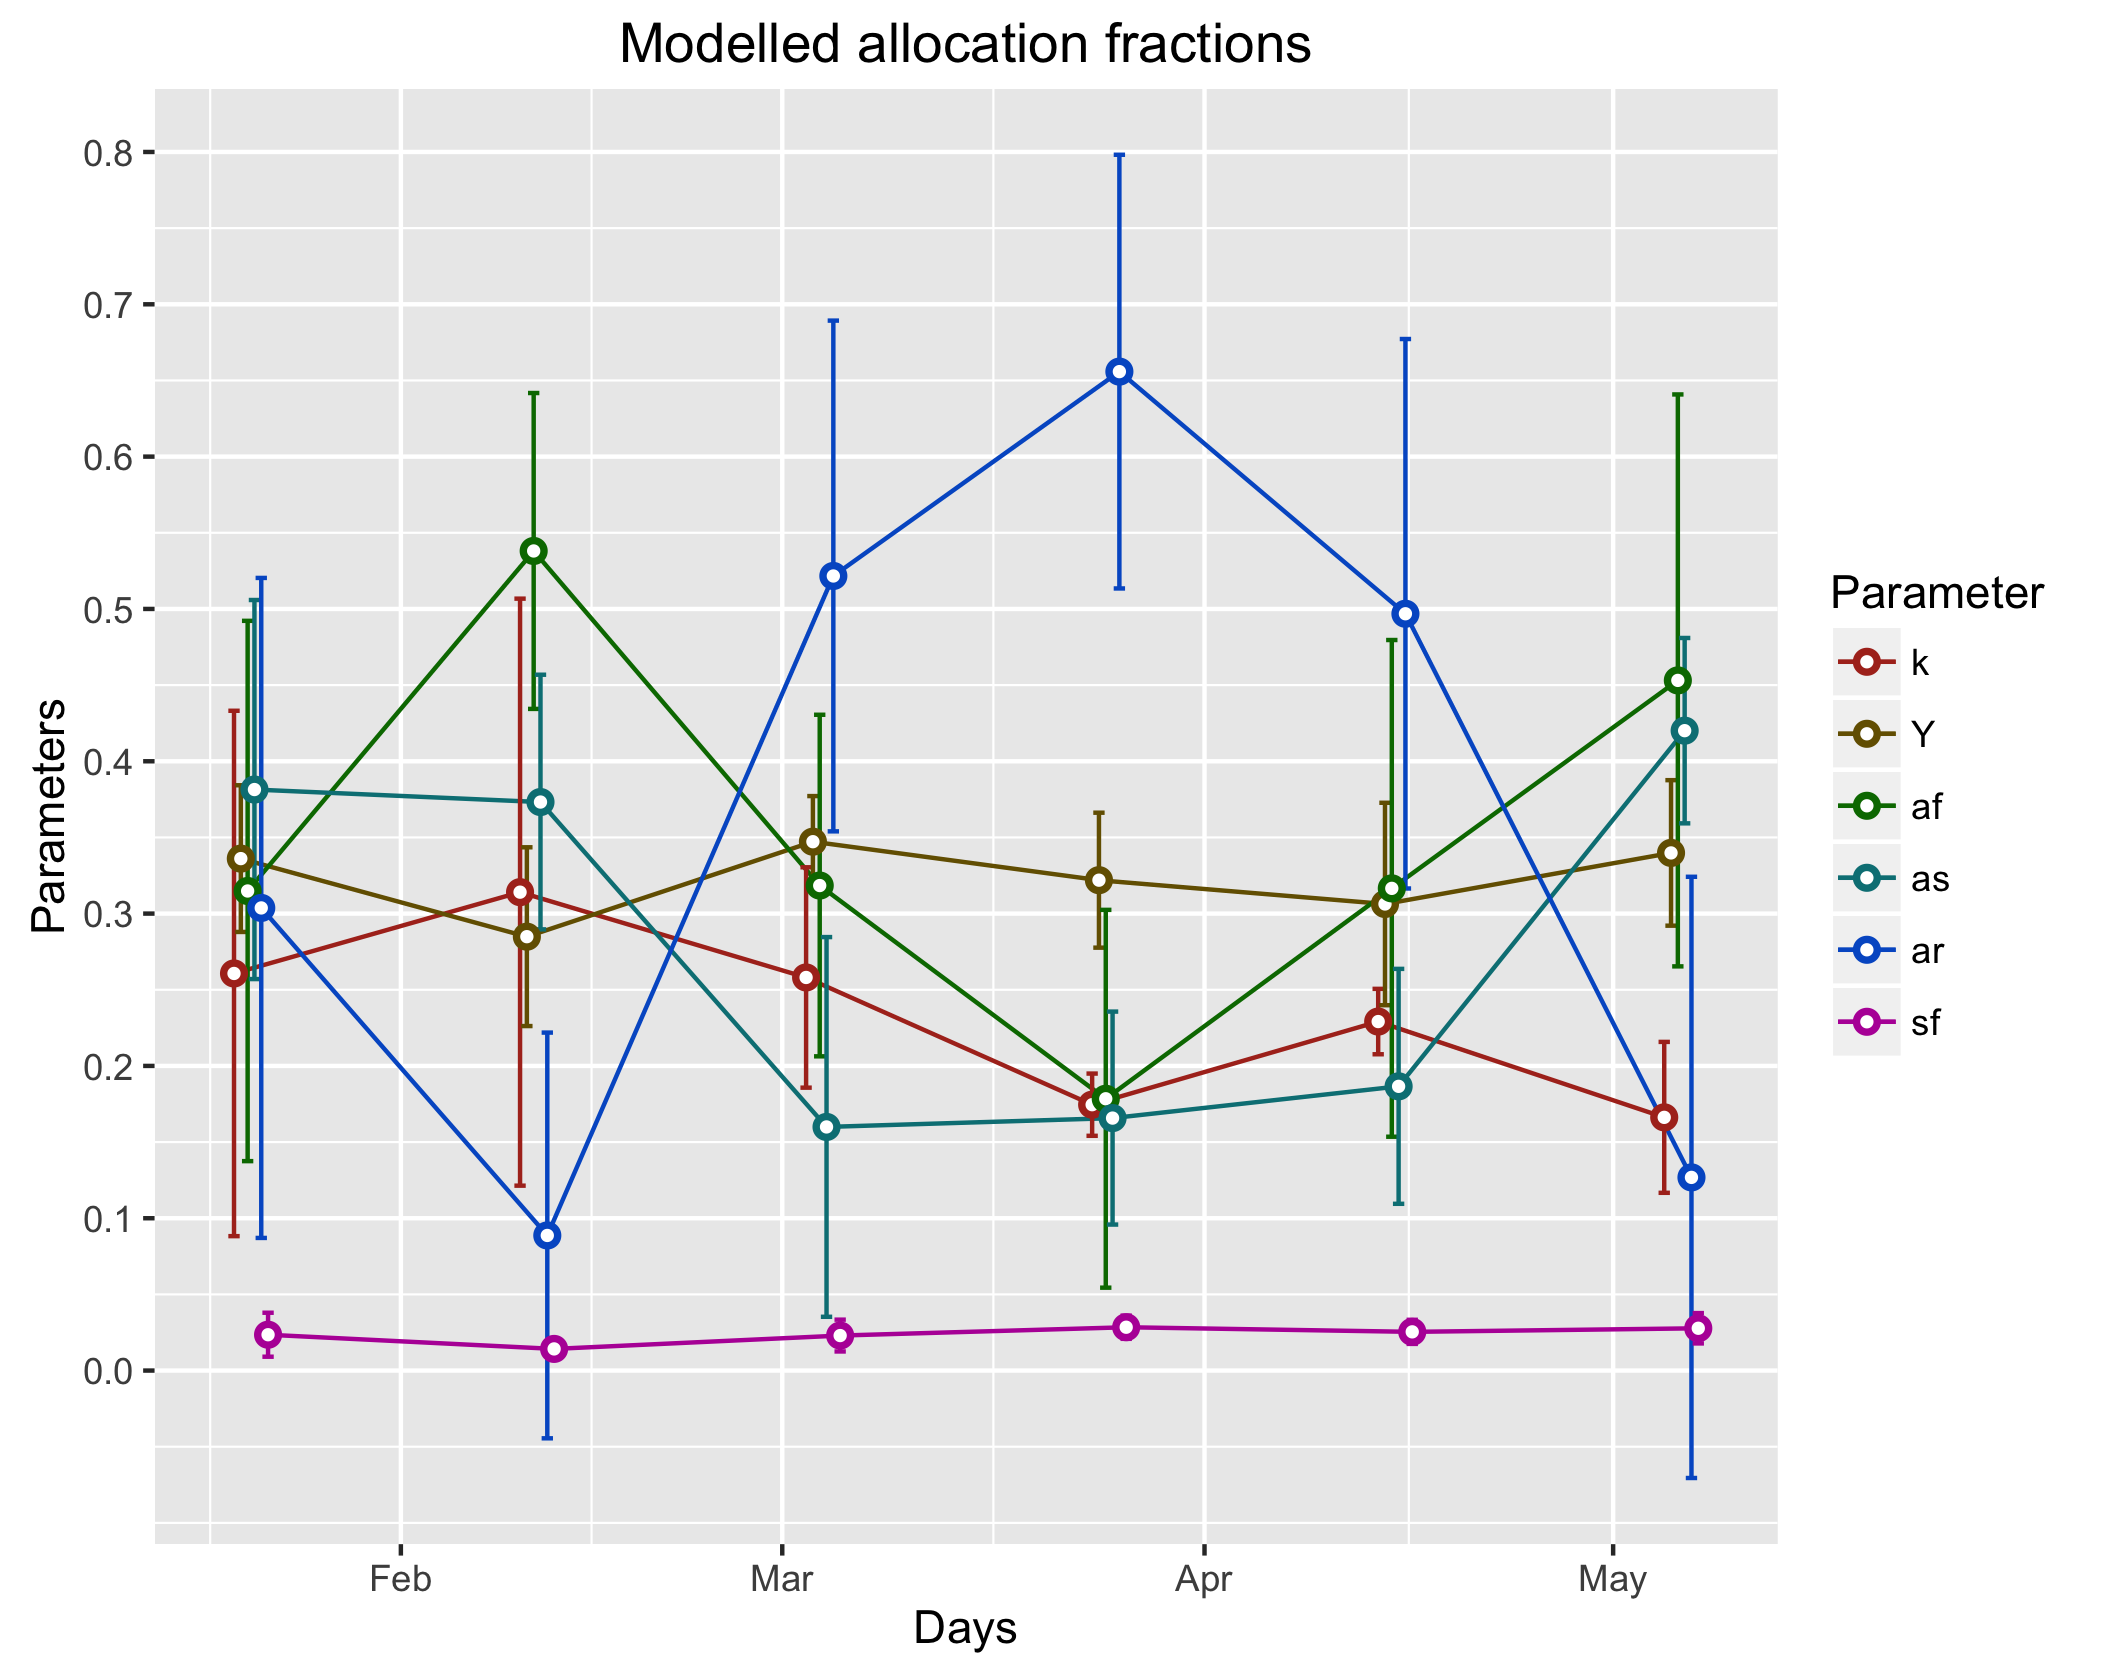 Modelled allocation fractions
0.8
0.7
0.6
0.5
0.4
0.3
0.2
0.1
0.0
Parameters
Feb Mar Apr May
Days
Parameter
k
Y
af
as
ar
sf